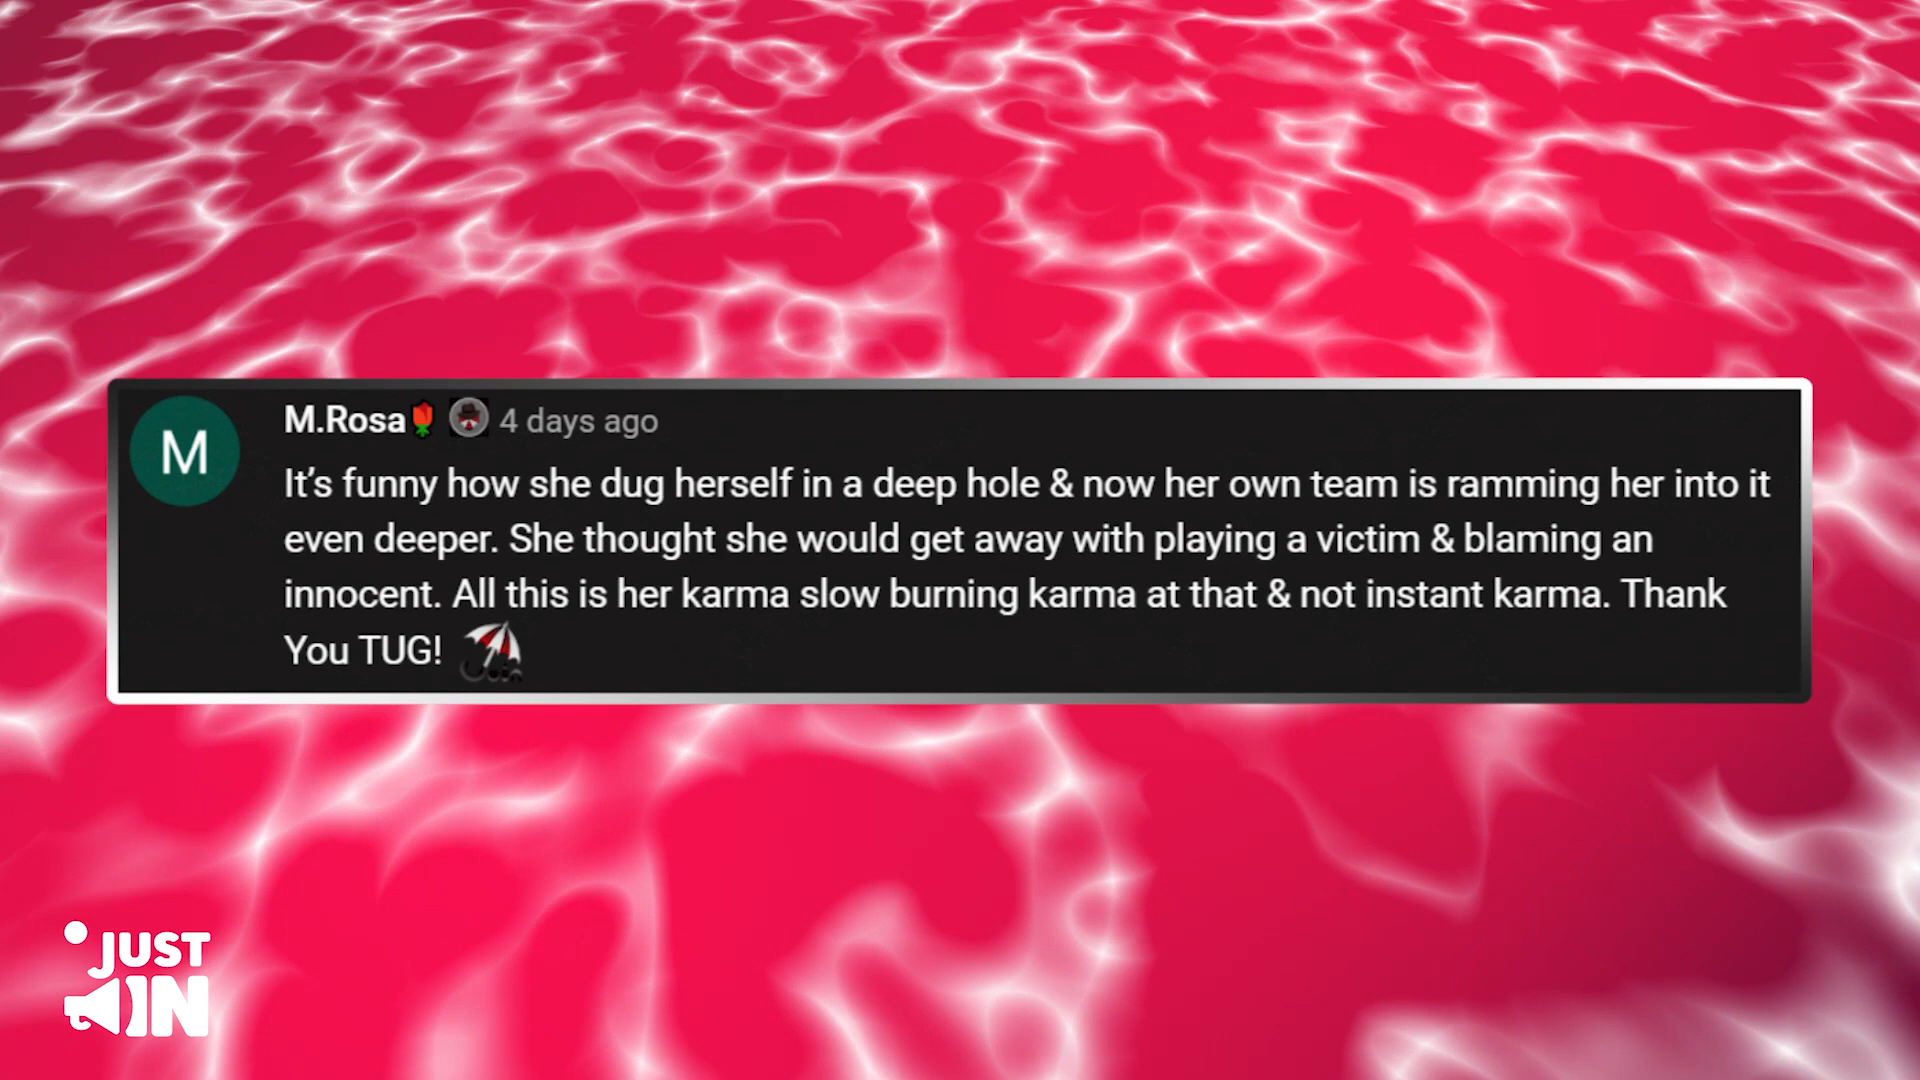 M
M.Rosa🌹 4 days ago
It's funny how she dug herself in a deep hole & now her own team is ramming her into it
even deeper. She thought she would get away with playing a victim & blaming an
innocent. All this is her karma slow burning karma at that & not instant karma. Thank
You TUG!
JUST
IN